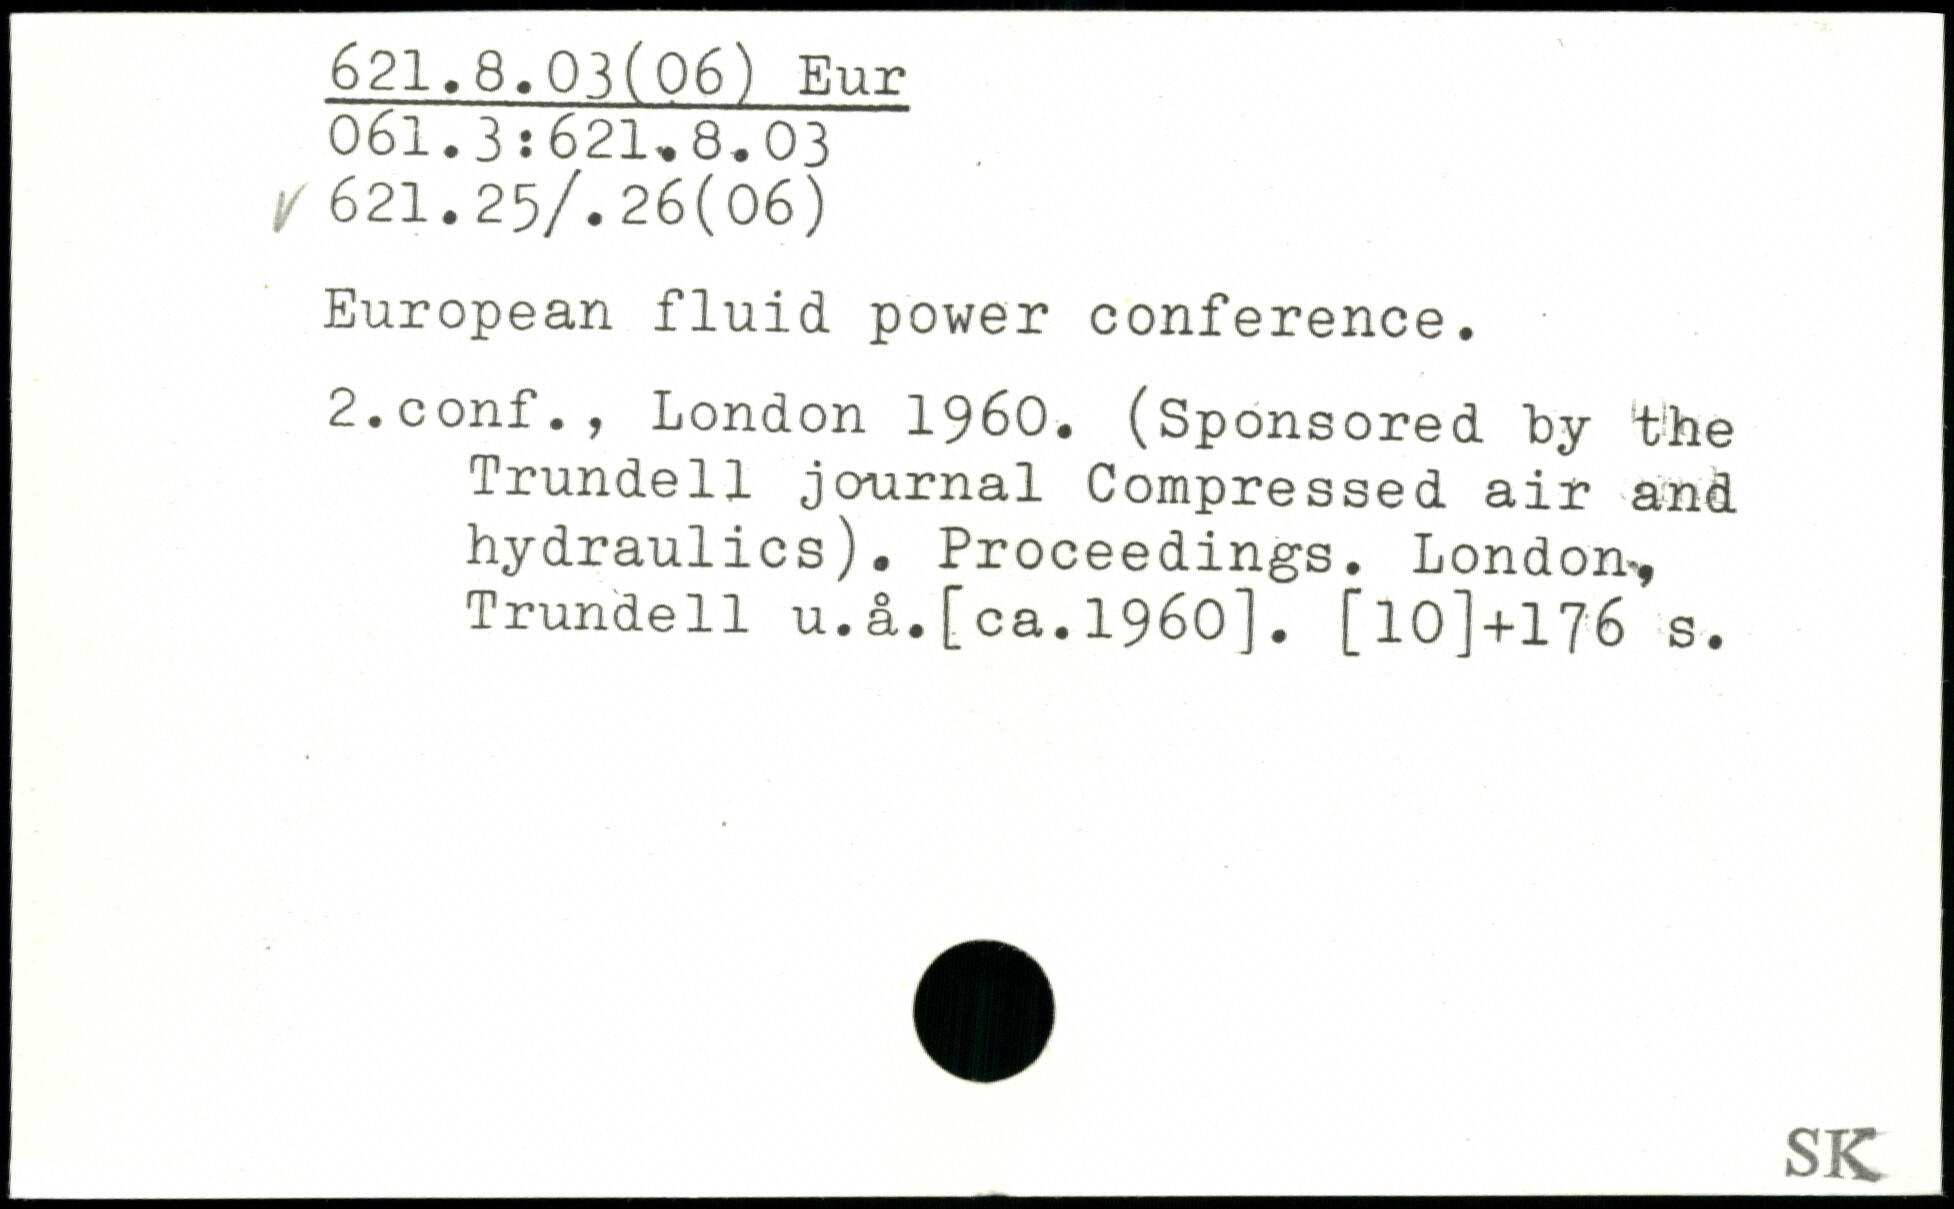 621.8.03(06) Eur
061.3:621.8.03
✓ 621.25/.26(06)
European fluid power conference.
2.conf., London 1960. (Sponsored by the
Trundell journal Compressed air and
hydraulics). Proceedings. London,
Trundell u.å.[ca.1960]. [10]+176 s.
SK